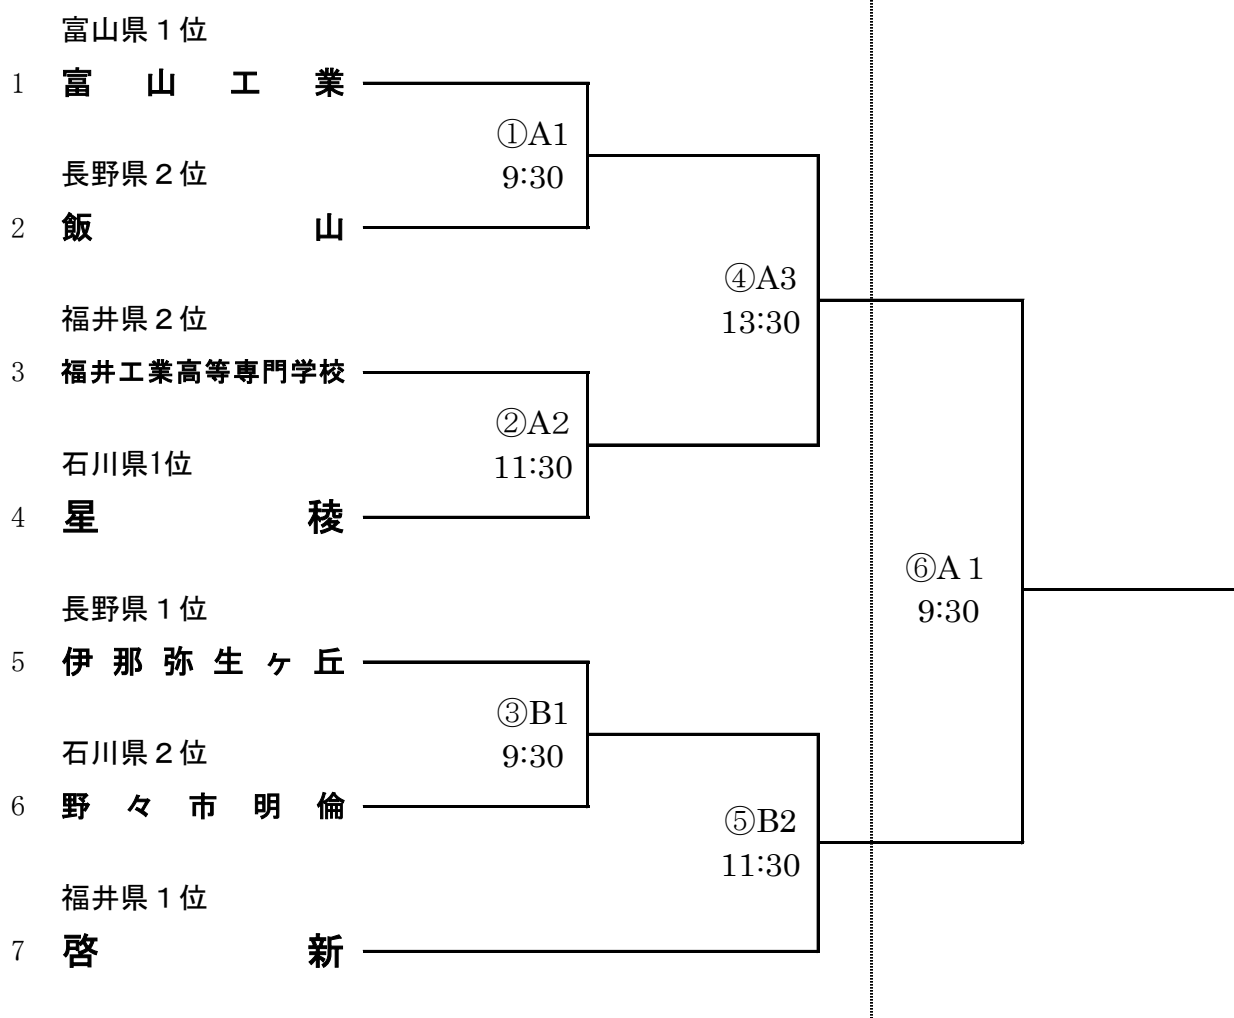 富山県１位
1 富山工業
①A1
9:30
長野県２位
2 飯山
④A3
13:30
福井県２位
3 福井工業高等専門学校
②A2
11:30
石川県1位
4 星稜
⑥A１
9:30
長野県１位
5 伊那弥生ヶ丘
③B1
9:30
石川県２位
6 野々市明倫
⑤B2
11:30
福井県１位
7 啓新